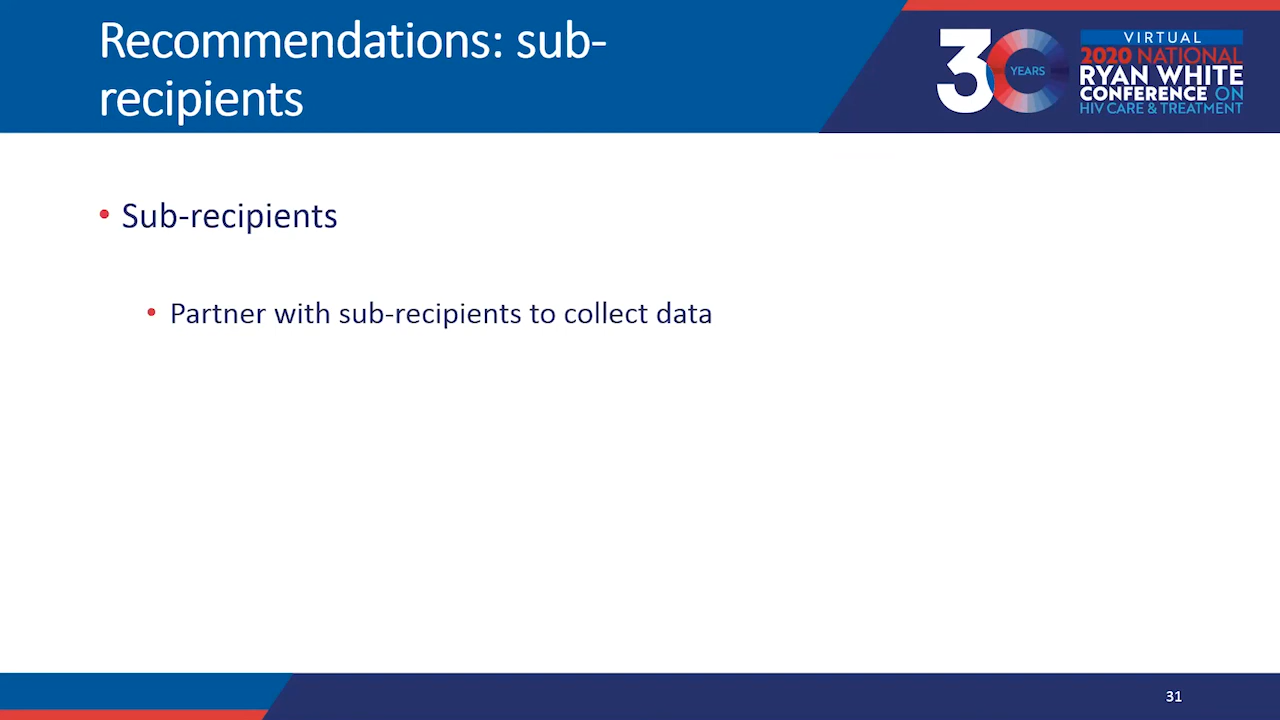 Recommendations: sub-
recipients
30 YEARS
VIRTUAL
2020 NATIONAL
RYAN WHITE
CONFERENCE ON
HIV CARE & TREATMENT
• Sub-recipients
• Partner with sub-recipients to collect data
31